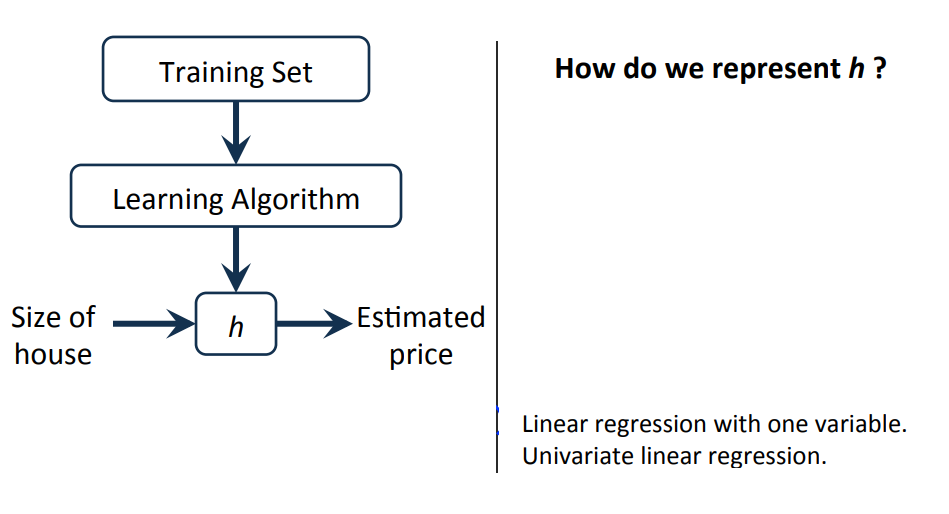 Training Set
Learning Algorithm
Size of
house
h
Estimated
price
How do we represent h ?
Linear regression with one variable.
Univariate linear regression.